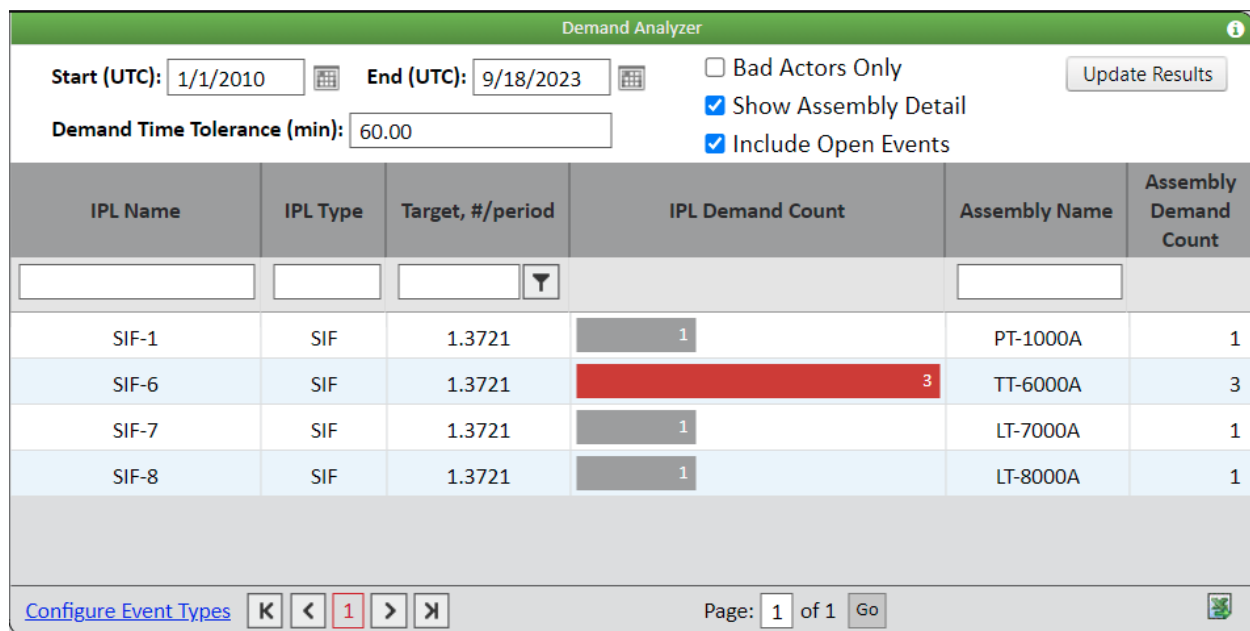 Demand Analyzer
Start (UTC): 1/1/2010 End (UTC): 9/18/2023
Bad Actors Only
Update Results
Show Assembly Detail
Demand Time Tolerance (min): 60.00
Include Open Events
IPL Name IPL Type Target, #/period IPL Demand Count Assembly Name Assembly Demand Count
SIF-1 SIF 1.3721 1 PT-1000A 1
SIF-6 SIF 1.3721 3 TT-6000A 3
SIF-7 SIF 1.3721 1 LT-7000A 1
SIF-8 SIF 1.3721 1 LT-8000A 1
Configure Event Types 1 Page: 1 of 1 Go